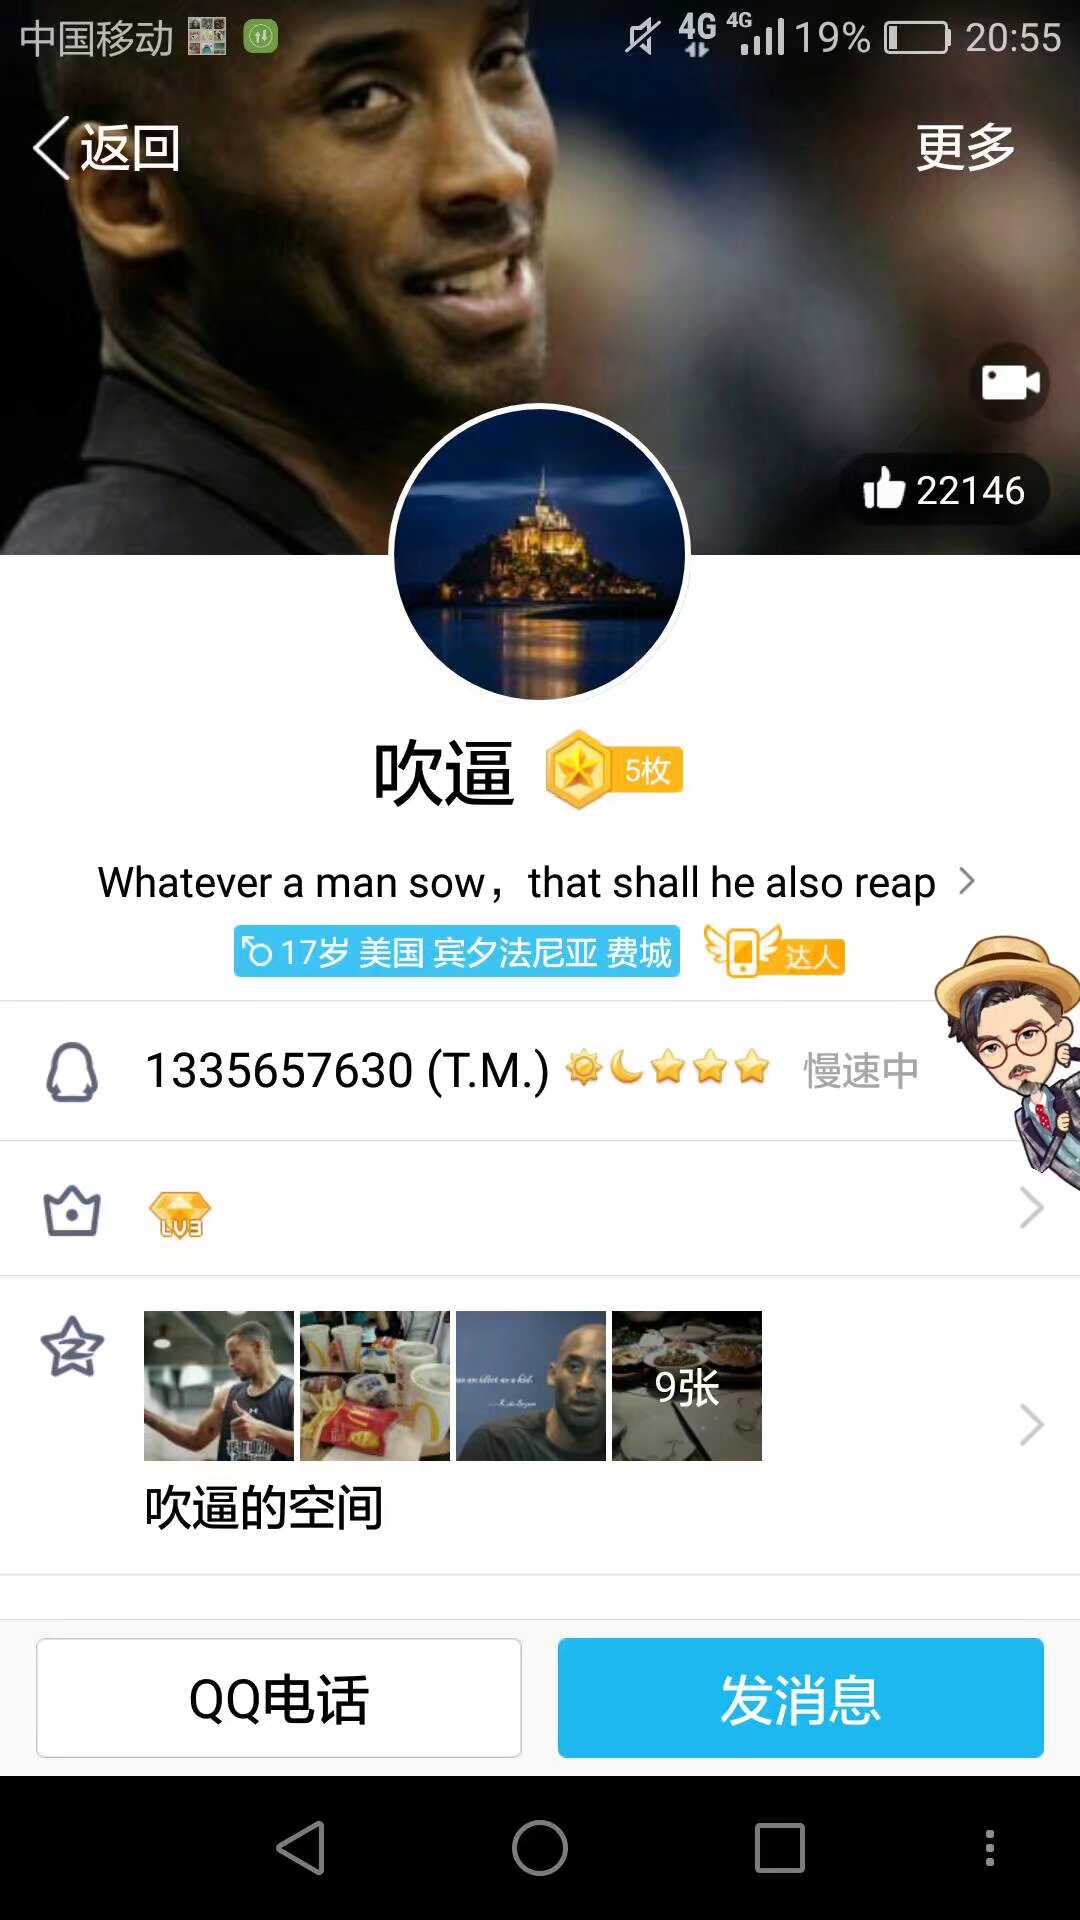 中国移动 4G 4G 19% 20:55
返回 更多
22146
吹逼 5枚
Whatever a man sow，that shall he also reap
17岁 美国 宾夕法尼亚 费城 达人
1335657630 (T.M.) 慢速中
LV3
9张
吹逼的空间
QQ电话 发消息